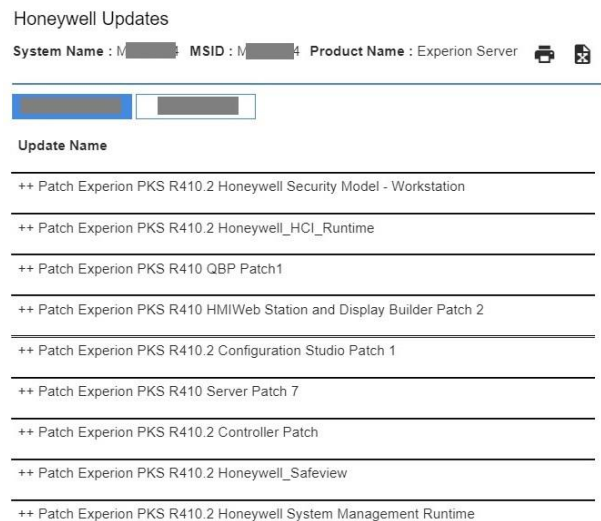 Honeywell Updates
System Name : M 4 MSID : M 4 Product Name : Experion Server
Update Name
++ Patch Experion PKS R410.2 Honeywell Security Model - Workstation
++ Patch Experion PKS R410.2 Honeywell_HCI_Runtime
++ Patch Experion PKS R410 QBP Patch1
++ Patch Experion PKS R410 HMIWeb Station and Display Builder Patch 2
++ Patch Experion PKS R410.2 Configuration Studio Patch 1
++ Patch Experion PKS R410 Server Patch 7
++ Patch Experion PKS R410.2 Controller Patch
++ Patch Experion PKS R410.2 Honeywell_Safeview
++ Patch Experion PKS R410.2 Honeywell System Management Runtime